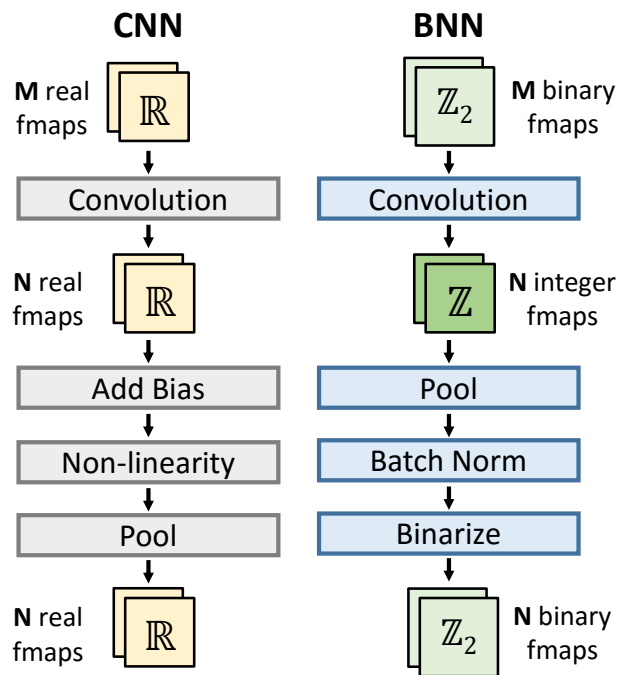 CNN
M real
fmaps
ℝ
Convolution
N real
fmaps
ℝ
Add Bias
Non-linearity
Pool
N real
fmaps
ℝ
BNN
ℤ₂
M binary
fmaps
Convolution
ℤ
N integer
fmaps
Pool
Batch Norm
Binarize
ℤ₂
N binary
fmaps